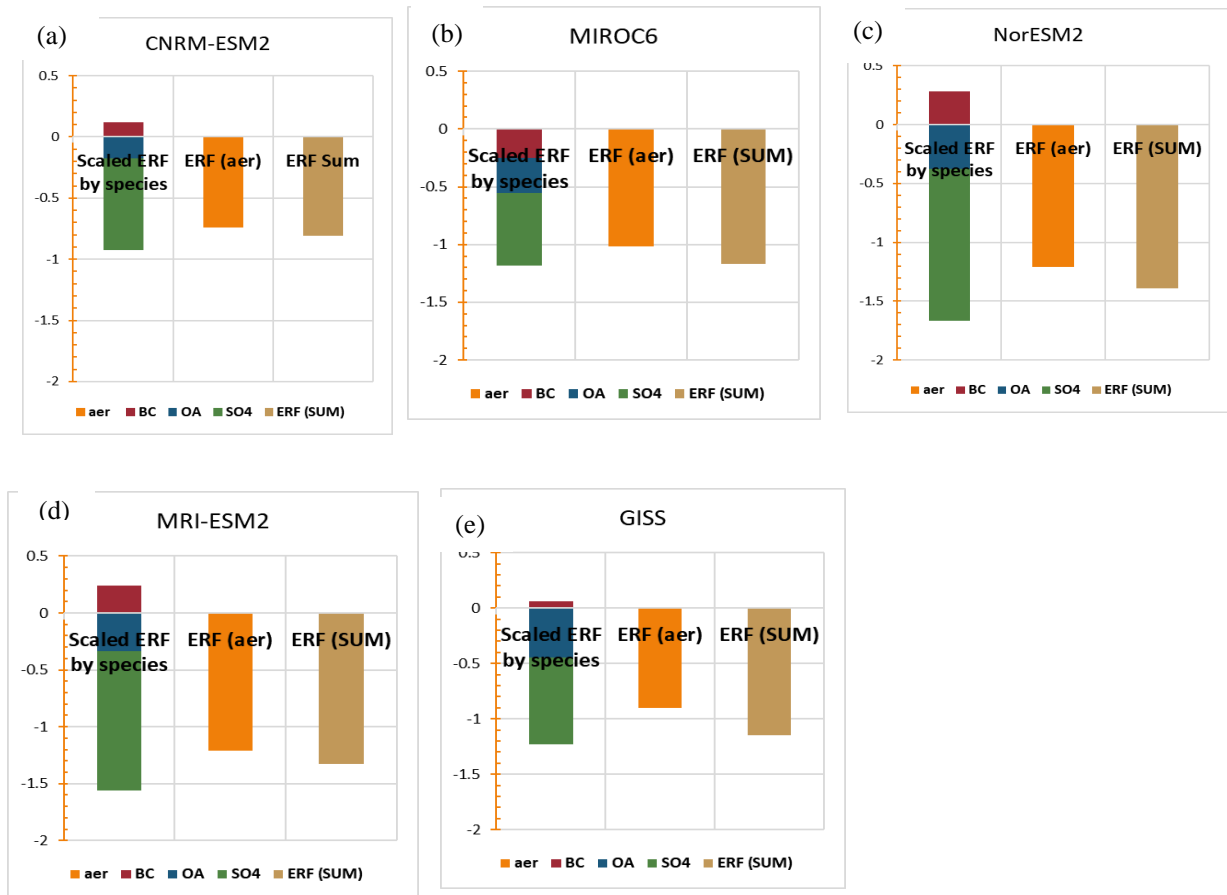 (a)
CNRM-ESM2
0.5
0
-0.5
-1
-1.5
-2
Scaled ERF
by species
ERF (aer)
ERF Sum
aer BC OA SO4 ERF (SUM)
(b)
MIROC6
0.5
0
-0.5
-1
-1.5
-2
Scaled ERF
by species
ERF (aer)
ERF (SUM)
aer BC OA SO4 ERF (SUM)
(c)
NorESM2
0.5
0
-0.5
-1
-1.5
-2
Scaled ERF
by species
ERF (aer)
ERF (SUM)
aer BC OA SO4 ERF (SUM)
(d)
MRI-ESM2
0.5
0
-0.5
-1
-1.5
-2
Scaled ERF
by species
ERF (aer)
ERF (SUM)
aer BC OA SO4 ERF (SUM)
(e)
GISS
0.5
0
-0.5
-1
-1.5
-2
Scaled ERF
by species
ERF (aer)
ERF (SUM)
aer BC OA SO4 ERF (SUM)